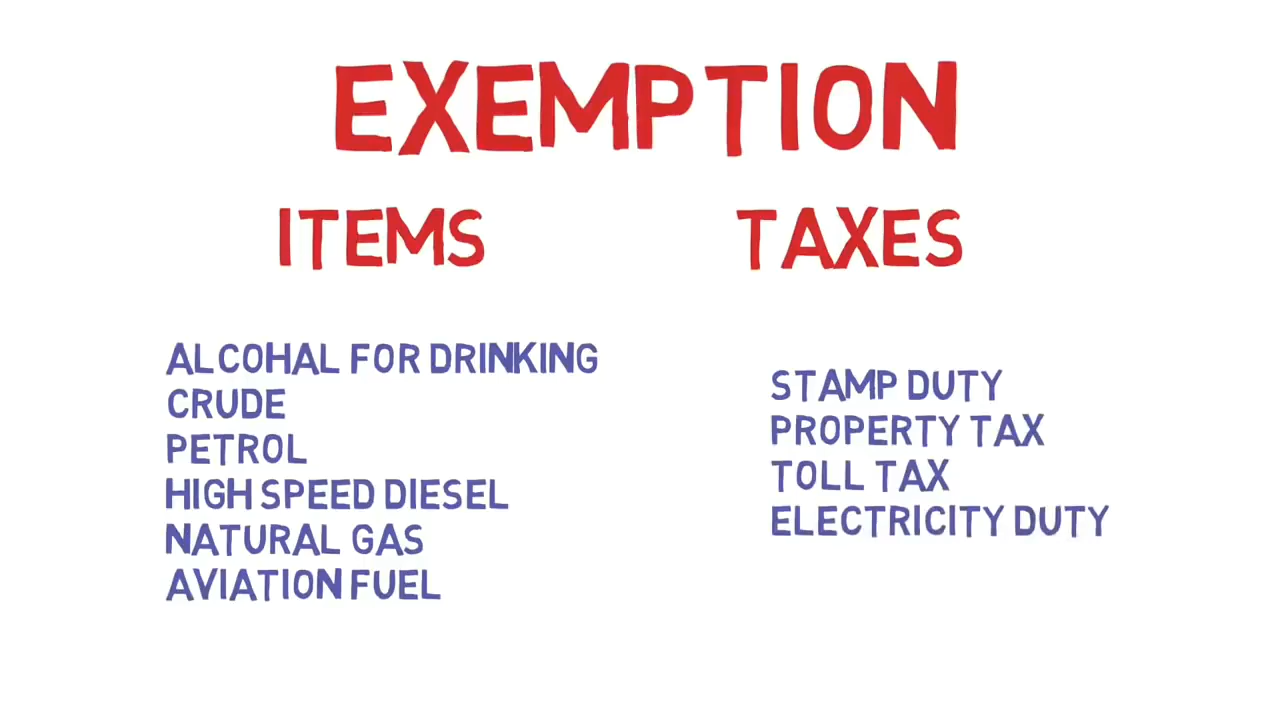 EXEMPTION
ITEMS
ALCOHAL FOR DRINKING
CRUDE
PETROL
HIGH SPEED DIESEL
NATURAL GAS
AVIATION FUEL
TAXES
STAMP DUTY
PROPERTY TAX
TOLL TAX
ELECTRICITY DUTY